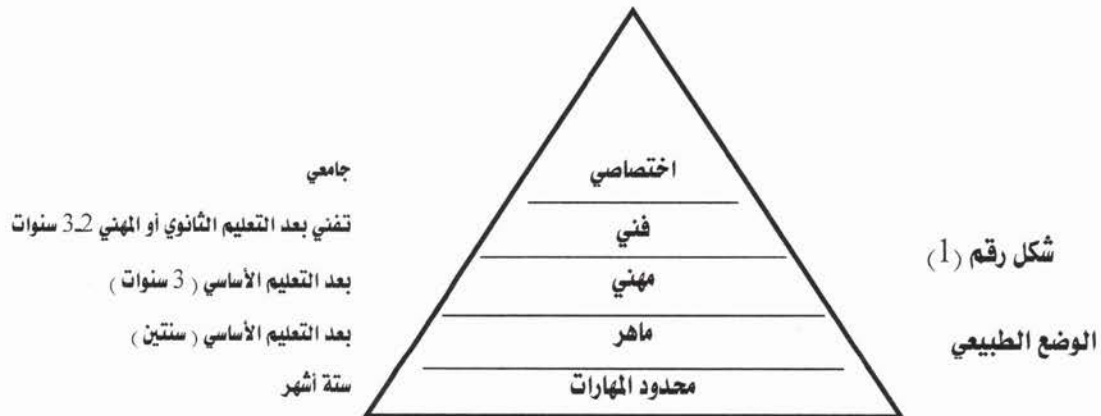 اختصاصي
جامعي
فني
تفني بعد التعليم الثانوي أو المهني 2ـ3 سنوات
مهني
بعد التعليم الأساسي ( 3 سنوات )
ماهر
بعد التعليم الأساسي ( سنتين )
محدود المهارات
ستة أشهر
شكل رقم (1)
الوضع الطبيعي